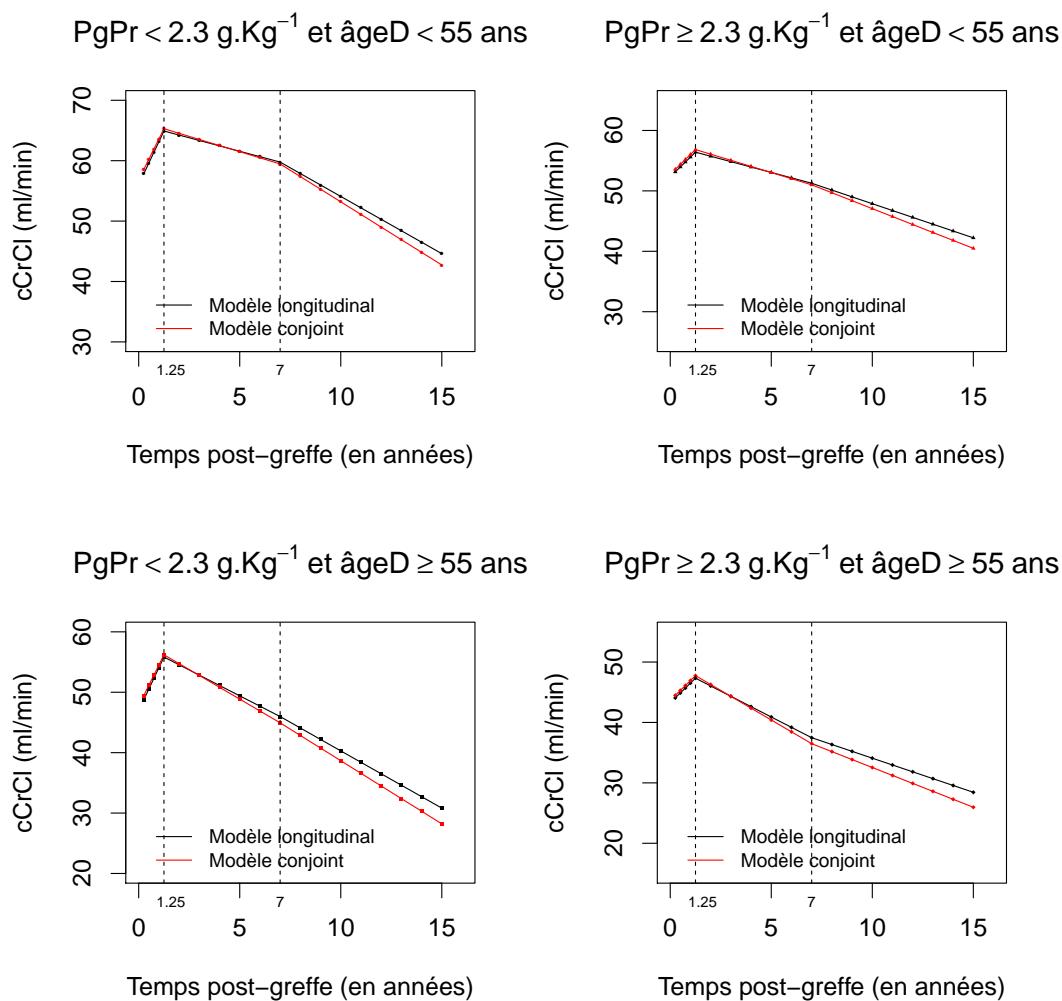 PgPr < 2.3 g.Kg⁻¹ et âgeD < 55 ans
cCrCl (ml/min)
70
60
50
40
30
Modèle longitudinal
Modèle conjoint
1.25
7
0
5
10
15
Temps post−greffe (en années)
PgPr ≥ 2.3 g.Kg⁻¹ et âgeD < 55 ans
cCrCl (ml/min)
60
50
40
30
Modèle longitudinal
Modèle conjoint
1.25
7
0
5
10
15
Temps post−greffe (en années)
PgPr < 2.3 g.Kg⁻¹ et âgeD ≥ 55 ans
cCrCl (ml/min)
60
50
40
30
20
Modèle longitudinal
Modèle conjoint
1.25
7
0
5
10
15
Temps post−greffe (en années)
PgPr ≥ 2.3 g.Kg⁻¹ et âgeD ≥ 55 ans
cCrCl (ml/min)
50
40
30
20
Modèle longitudinal
Modèle conjoint
1.25
7
0
5
10
15
Temps post−greffe (en années)